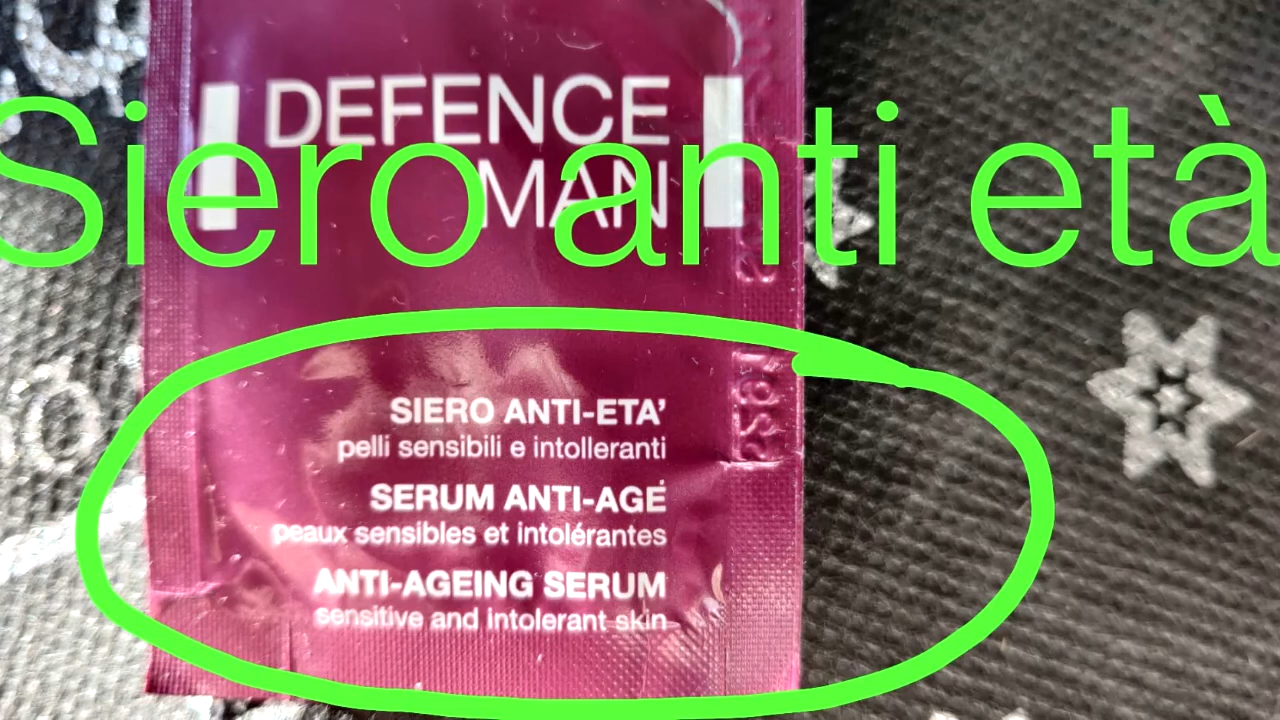 DEFENCE
MAN
Siero anti età
SIERO ANTI-ETA'
pelli sensibili e intolleranti
SERUM ANTI-AGE
peaux sensibles et intolérantes
ANTI-AGEING SERUM
sensitive and intolerant skin